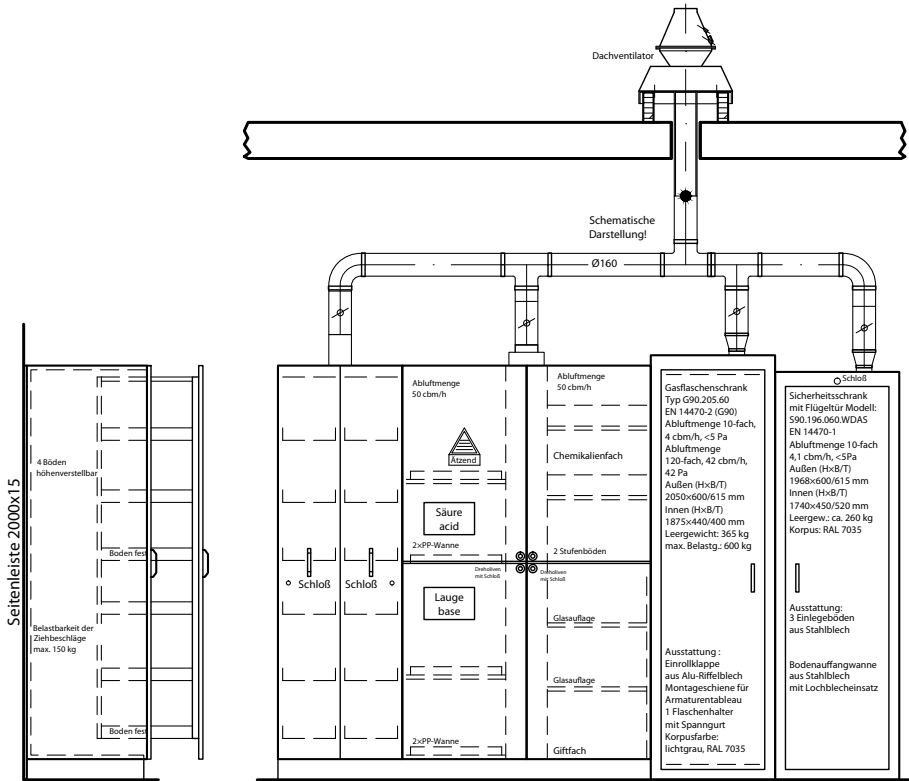 Dachventilator
Schematische
Darstellung!
Ø160
Seitenleiste 2000x15
4 Böden
höhenverstellbar
Boden fest
Belastbarkeit der
Ziehbeschläge
max. 150 kg
Boden fest
Schloß
Schloß
Abluftmenge
50 cbm/h
Ätzend
Säure
acid
2×PP-Wanne
Dreholiven
mit Schloß
Lauge
base
2×PP-Wanne
Abluftmenge
50 cbm/h
Chemikalienfach
2 Stufenböden
Dreholiven
mit Schloß
Glasauflage
Glasauflage
Giftfach
Gasflaschenschrank
Typ G90.205.60
EN 14470-2 (G90)
Abluftmenge 10-fach,
4 cbm/h, <5 Pa
Abluftmenge
120-fach, 42 cbm/h,
42 Pa
Außen (H×B/T)
2050×600/615 mm
Innen (H×B/T)
1875×440/400 mm
Leergewicht: 365 kg
max. Belastg.: 600 kg
Ausstattung :
Einrollklappe
aus Alu-Riffelblech
Montageschiene für
Armaturentableau
1 Flaschenhalter
mit Spanngurt
Korpusfarbe:
lichtgrau, RAL 7035
Schloß
Sicherheitsschrank
mit Flügeltür Modell:
S90.196.060.WDAS
EN 14470-1
Abluftmenge 10-fach
4,1 cbm/h, <5Pa
Außen (H×B/T)
1968×600/615 mm
Innen (H×B/T)
1740×450/520 mm
Leergew.: ca. 260 kg
Korpus: RAL 7035
Ausstattung:
3 Einlegeböden
aus Stahlblech
Bodenauffangwanne
aus Stahlblech
mit Lochblecheinsatz